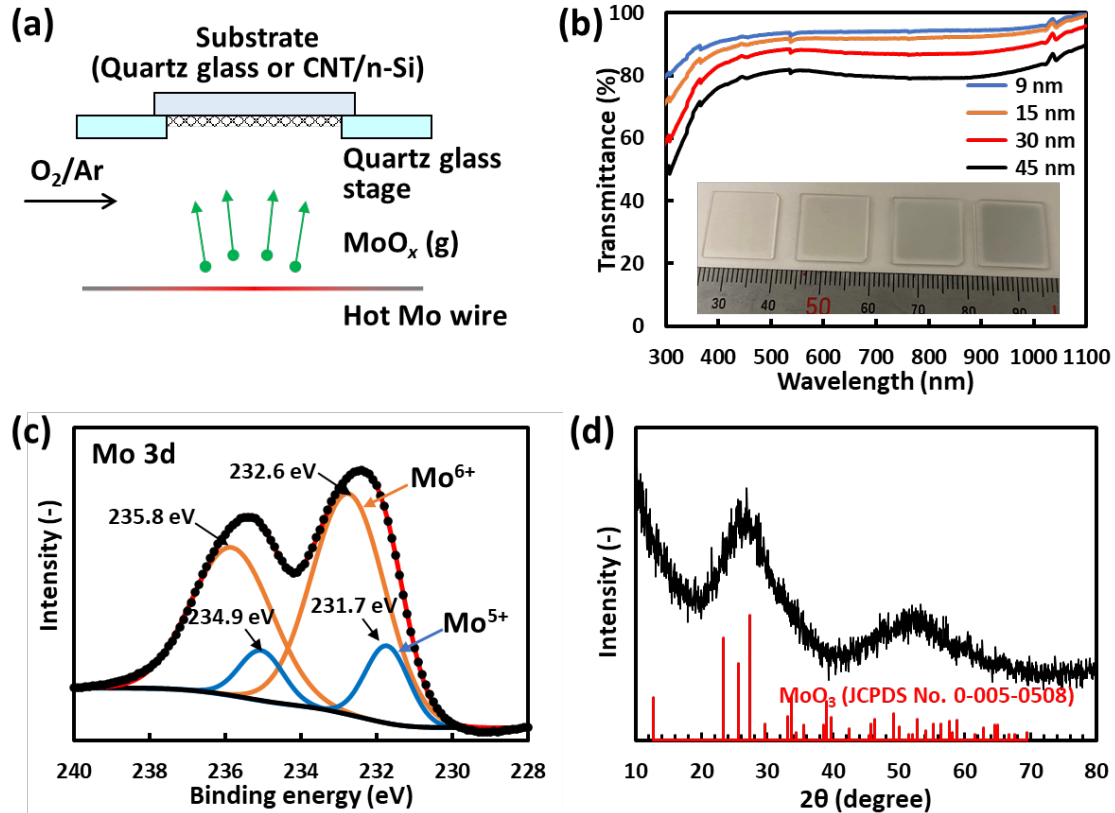 (a)
Substrate
(Quartz glass or CNT/n-Si)
O2/Ar
Quartz glass
stage
MoOx (g)
Hot Mo wire
(b)
Transmittance (%)
100
80
60
40
20
0
9 nm
15 nm
30 nm
45 nm
30
40
50
60
70
80
90
300 400 500 600 700 800 900 1000 1100
Wavelength (nm)
(c)
Mo 3d
Intensity (-)
232.6 eV
Mo6+
235.8 eV
234.9 eV
231.7 eV
Mo5+
240 238 236 234 232 230 228
Binding energy (eV)
(d)
Intensity (-)
MoO3 (JCPDS No. 0-005-0508)
10 20 30 40 50 60 70 80
2θ (degree)